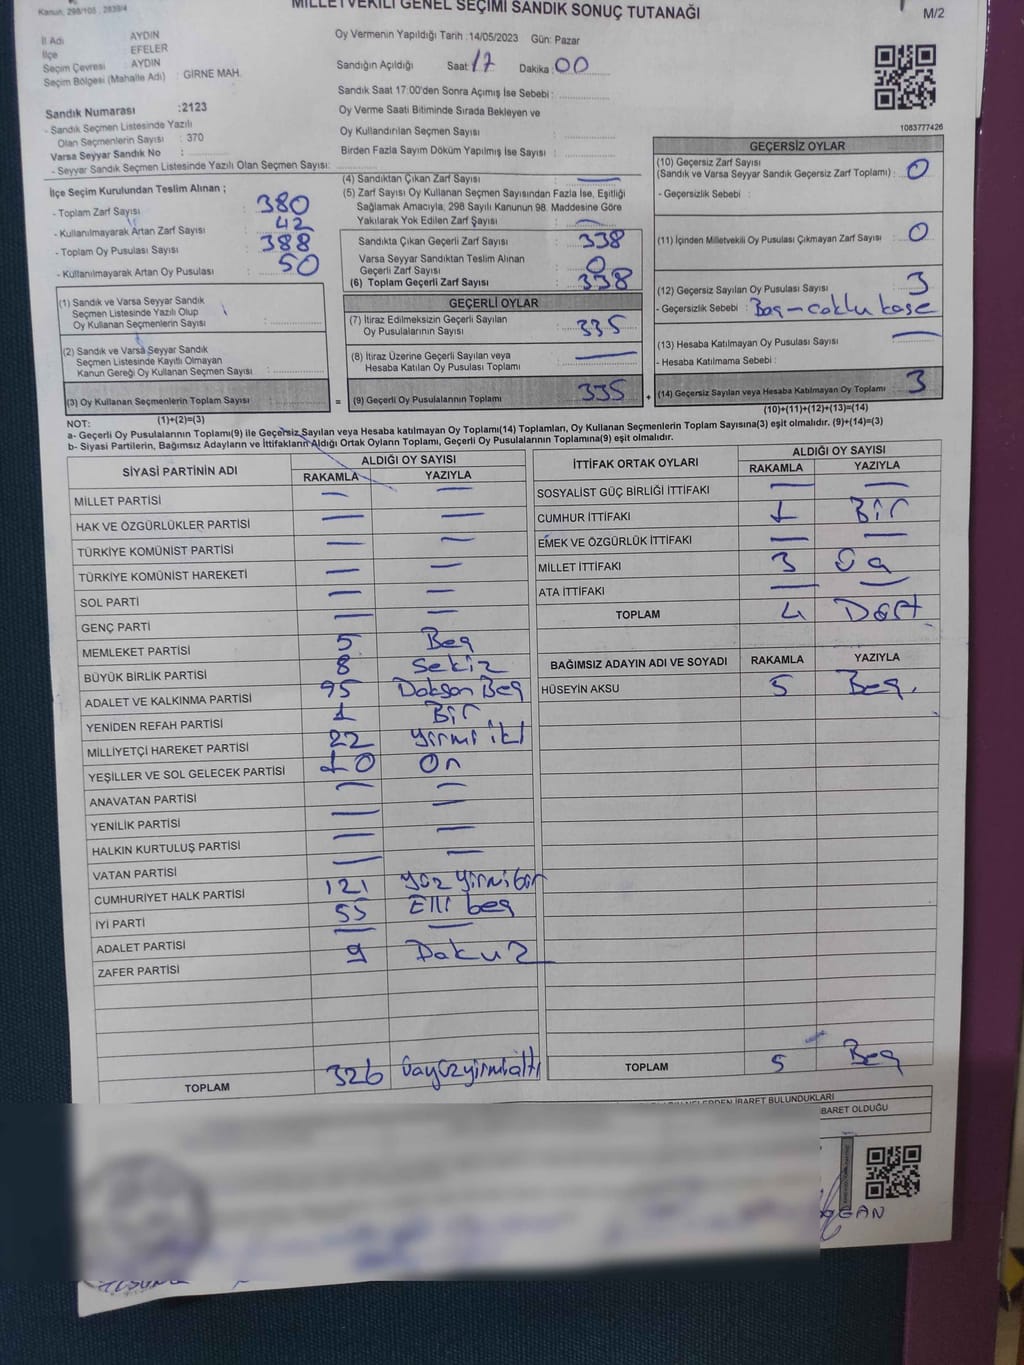 Kanun, 298/105 ; 2839/4
MİLLETVEKİLİ GENEL SEÇİMİ SANDIK SONUÇ TUTANAĞI
M/2
İl Adı AYDIN
İlçe EFELER
Seçim Çevresi AYDIN
Seçim Bölgesi (Mahalle Adı) : GİRNE MAH.
Sandık Numarası :2123
- Sandık Seçmen Listesinde Yazılı
Olan Seçmenlerin Sayısı : 370
Varsa Seyyar Sandık No :
- Seyyar Sandık Seçmen Listesinde Yazılı Olan Seçmen Sayısı:
Oy Vermenin Yapıldığı Tarih :14/05/2023 Gün: Pazar
Sandığın Açıldığı Saat: 17 Dakika: 00
Sandık Saat 17:00'den Sonra Açımış İse Sebebi :
Oy Verme Saati Bitiminde Sırada Bekleyen ve
Oy Kullandırılan Seçmen Sayısı :
Birden Fazla Sayım Döküm Yapılmış İse Sayısı :
1083777426
İlçe Seçim Kurulundan Teslim Alınan ;
- Toplam Zarf Sayısı : 380
- Kullanılmayarak Artan Zarf Sayısı : 42
- Toplam Oy Pusulası Sayısı : 388
- Kullanılmayarak Artan Oy Pusulası : 50
(1) Sandık ve Varsa Seyyar Sandık
Seçmen Listesinde Yazılı Olup
Oy Kullanan Seçmenlerin Sayısı :
(2) Sandık ve Varsa Seyyar Sandık
Seçmen Listesinde Kayıtlı Olmayan
Kanun Gereği Oy Kullanan Seçmen Sayısı :
(3) Oy Kullanan Seçmenlerin Toplam Sayısı :
(1)+(2)=(3)
(4) Sandıktan Çıkan Zarf Sayısı : —
(5) Zarf Sayısı Oy Kullanan Seçmen Sayısından Fazla İse, Eşitliği
Sağlamak Amacıyla, 298 Sayılı Kanunun 98. Maddesine Göre
Yakılarak Yok Edilen Zarf Sayısı : —
Sandıkta Çıkan Geçerli Zarf Sayısı : 338
Varsa Seyyar Sandıktan Teslim Alınan
Geçerli Zarf Sayısı : 0
(6) Toplam Geçerli Zarf Sayısı : 338
GEÇERLİ OYLAR
(7) İtiraz Edilmeksizin Geçerli Sayılan
Oy Pusulalarının Sayısı : 335
(8) İtiraz Üzerine Geçerli Sayılan veya
Hesaba Katılan Oy Pusulası Toplamı : —
= (9) Geçerli Oy Pusulalarının Toplamı : 335 +
GEÇERSİZ OYLAR
(10) Geçersiz Zarf Sayısı
(Sandık ve Varsa Seyyar Sandık Geçersiz Zarf Toplamı) : 0
- Geçersizlik Sebebi :
(11) İçinden Milletvekili Oy Pusulası Çıkmayan Zarf Sayısı : 0
(12) Geçersiz Sayılan Oy Pusulası Sayısı : 3
- Geçersizlik Sebebi : Boş – çoklu kaşe
(13) Hesaba Katılmayan Oy Pusulası Sayısı : —
- Hesaba Katılmama Sebebi :
(14) Geçersiz Sayılan veya Hesaba Katılmayan Oy Toplamı : 3
(10)+(11)+(12)+(13)=(14)
NOT:
a- Geçerli Oy Pusulalarının Toplamı(9) ile Geçersiz Sayılan veya Hesaba katılmayan Oy Toplamı(14) Toplamları, Oy Kullanan Seçmenlerin Toplam Sayısına(3) eşit olmalıdır. (9)+(14)=(3)
b- Siyasi Partilerin, Bağımsız Adayların ve İttifakların Aldığı Ortak Oyların Toplamı, Geçerli Oy Pusulalarının Toplamına(9) eşit olmalıdır.
SİYASİ PARTİNİN ADI ALDIĞI OY SAYISI
RAKAMLA YAZIYLA
MİLLET PARTİSİ — —
HAK VE ÖZGÜRLÜKLER PARTİSİ — —
TÜRKİYE KOMÜNİST PARTİSİ — —
TÜRKİYE KOMÜNİST HAREKETİ — —
SOL PARTİ — —
GENÇ PARTİ — —
MEMLEKET PARTİSİ 5 Beş
BÜYÜK BİRLİK PARTİSİ 8 Sekiz
ADALET VE KALKINMA PARTİSİ 95 Doksan Beş
YENİDEN REFAH PARTİSİ 1 Bir
MİLLİYETÇİ HAREKET PARTİSİ 22 Yirmi iki
YEŞİLLER VE SOL GELECEK PARTİSİ 10 On
ANAVATAN PARTİSİ — —
YENİLİK PARTİSİ — —
HALKIN KURTULUŞ PARTİSİ — —
VATAN PARTİSİ — —
CUMHURİYET HALK PARTİSİ 121 Yüz Yirmibir
İYİ PARTİ 55 Elli beş
ADALET PARTİSİ — —
ZAFER PARTİSİ 9 Dokuz
TOPLAM 326 Üçyüzyirmialtı
İTTİFAK ORTAK OYLARI ALDIĞI OY SAYISI
RAKAMLA YAZIYLA
SOSYALİST GÜÇ BİRLİĞİ İTTİFAKI — —
CUMHUR İTTİFAKI 1 Bir
EMEK VE ÖZGÜRLÜK İTTİFAKI — —
MİLLET İTTİFAKI 3 Üç
ATA İTTİFAKI — —
TOPLAM 4 Dört
BAĞIMSIZ ADAYIN ADI VE SOYADI RAKAMLA YAZIYLA
HÜSEYİN AKSU 5 Beş.
TOPLAM 5 Beş
İBARET BULUNDUKLARI
İBARET OLDUĞU